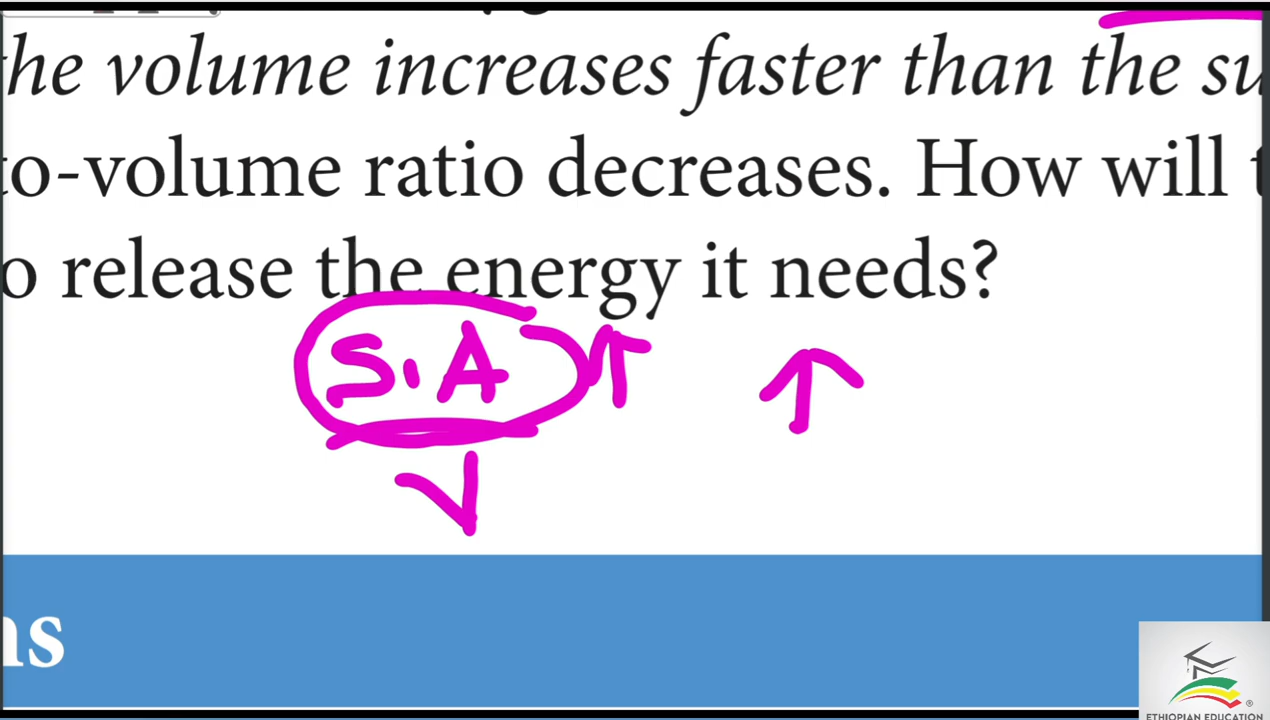 he volume increases faster than the su
to-volume ratio decreases. How will t
o release the energy it needs?
S.A
V
ns
ETHIOPIAN EDUCATION